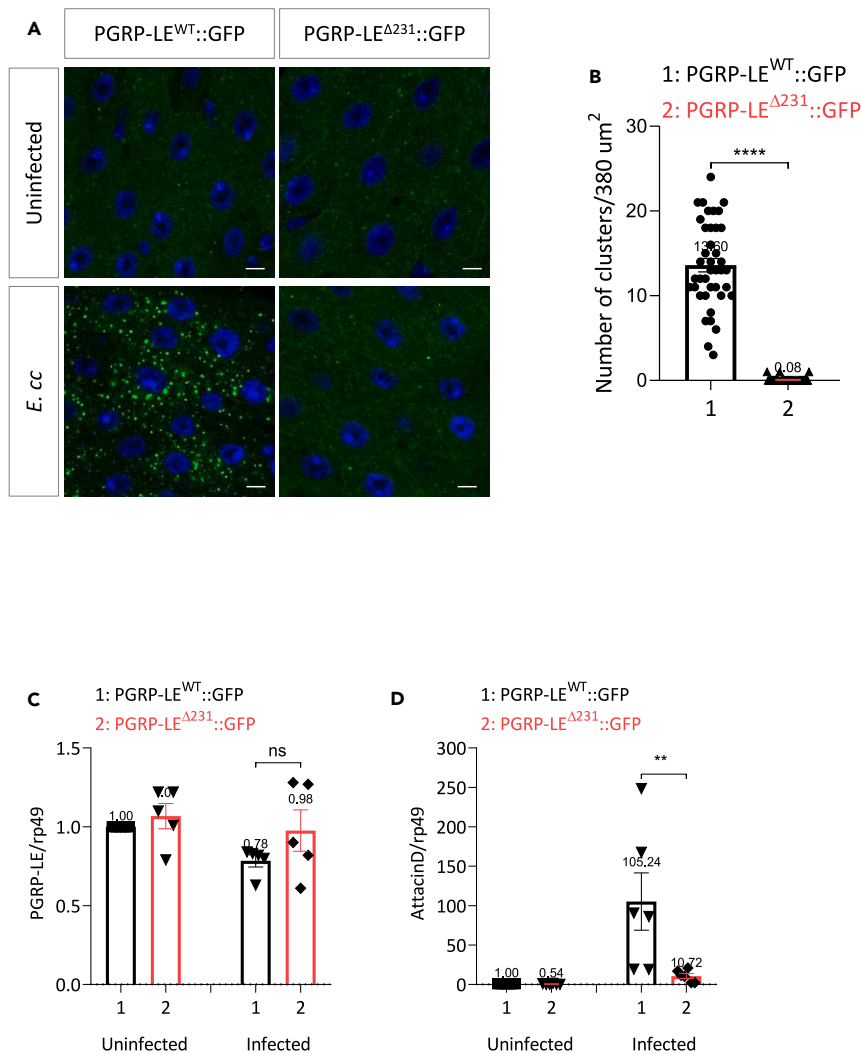 A
PGRP-LE^WT::GFP
PGRP-LE^Δ231::GFP
Uninfected
E. cc
B
1: PGRP-LE^WT::GFP
2: PGRP-LE^Δ231::GFP
Number of clusters/380 um²
30
20
10
0
****
13.60
0.08
1
2
C
1: PGRP-LE^WT::GFP
2: PGRP-LE^Δ231::GFP
PGRP-LE/rp49
1.5
1.0
0.5
0.0
ns
1.00
0.78
0.98
1 2 1 2
Uninfected Infected
D
1: PGRP-LE^WT::GFP
2: PGRP-LE^Δ231::GFP
AttacinD/rp49
300
250
200
150
100
50
0
**
1.00
0.54
105.24
10.72
1 2 1 2
Uninfected Infected